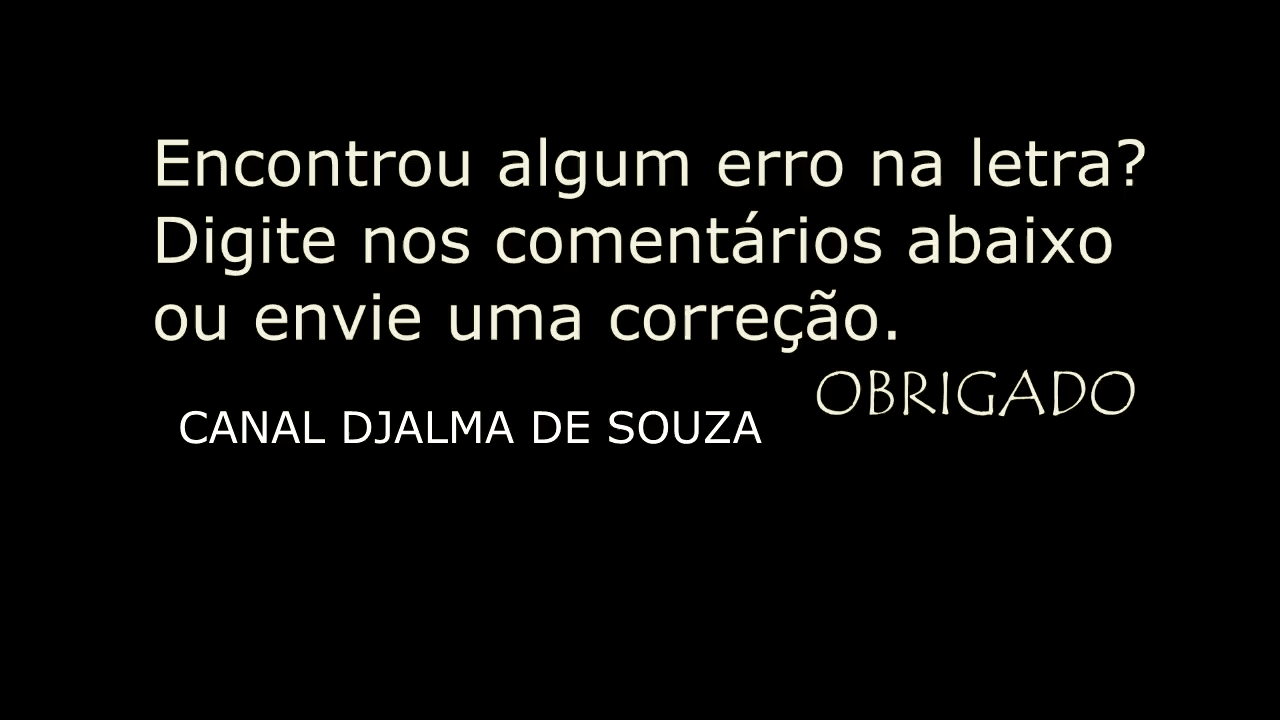 Encontrou algum erro na letra?
Digite nos comentários abaixo
ou envie uma correção.
OBRIGADO
CANAL DJALMA DE SOUZA